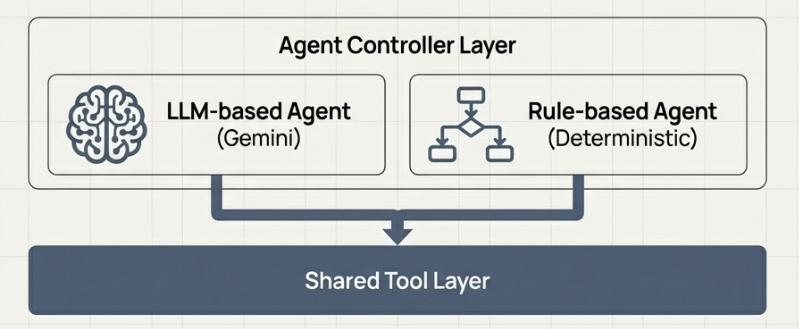 Agent Controller Layer
LLM-based Agent
(Gemini)
Rule-based Agent
(Deterministic)
Shared Tool Layer